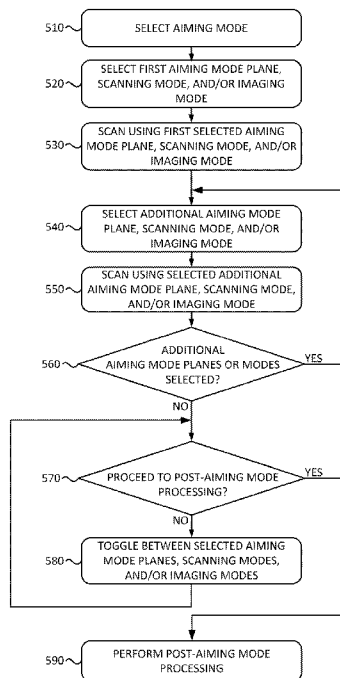 510
SELECT AIMING MODE
520
SELECT FIRST AIMING MODE PLANE,
SCANNING MODE, AND/OR IMAGING
MODE
530
SCAN USING FIRST SELECTED AIMING
MODE PLANE, SCANNING MODE, AND/OR
IMAGING MODE
540
SELECT ADDITIONAL AIMING MODE
PLANE, SCANNING MODE, AND/OR
IMAGING MODE
550
SCAN USING SELECTED ADDITIONAL
AIMING MODE PLANE, SCANNING MODE,
AND/OR IMAGING MODE
560
ADDITIONAL
AIMING MODE PLANES OR MODES
SELECTED?
YES
NO
570
PROCEED TO POST-AIMING MODE
PROCESSING?
YES
NO
580
TOGGLE BETWEEN SELECTED AIMING
MODE PLANES, SCANNING MODES,
AND/OR IMAGING MODES
590
PERFORM POST-AIMING MODE
PROCESSING